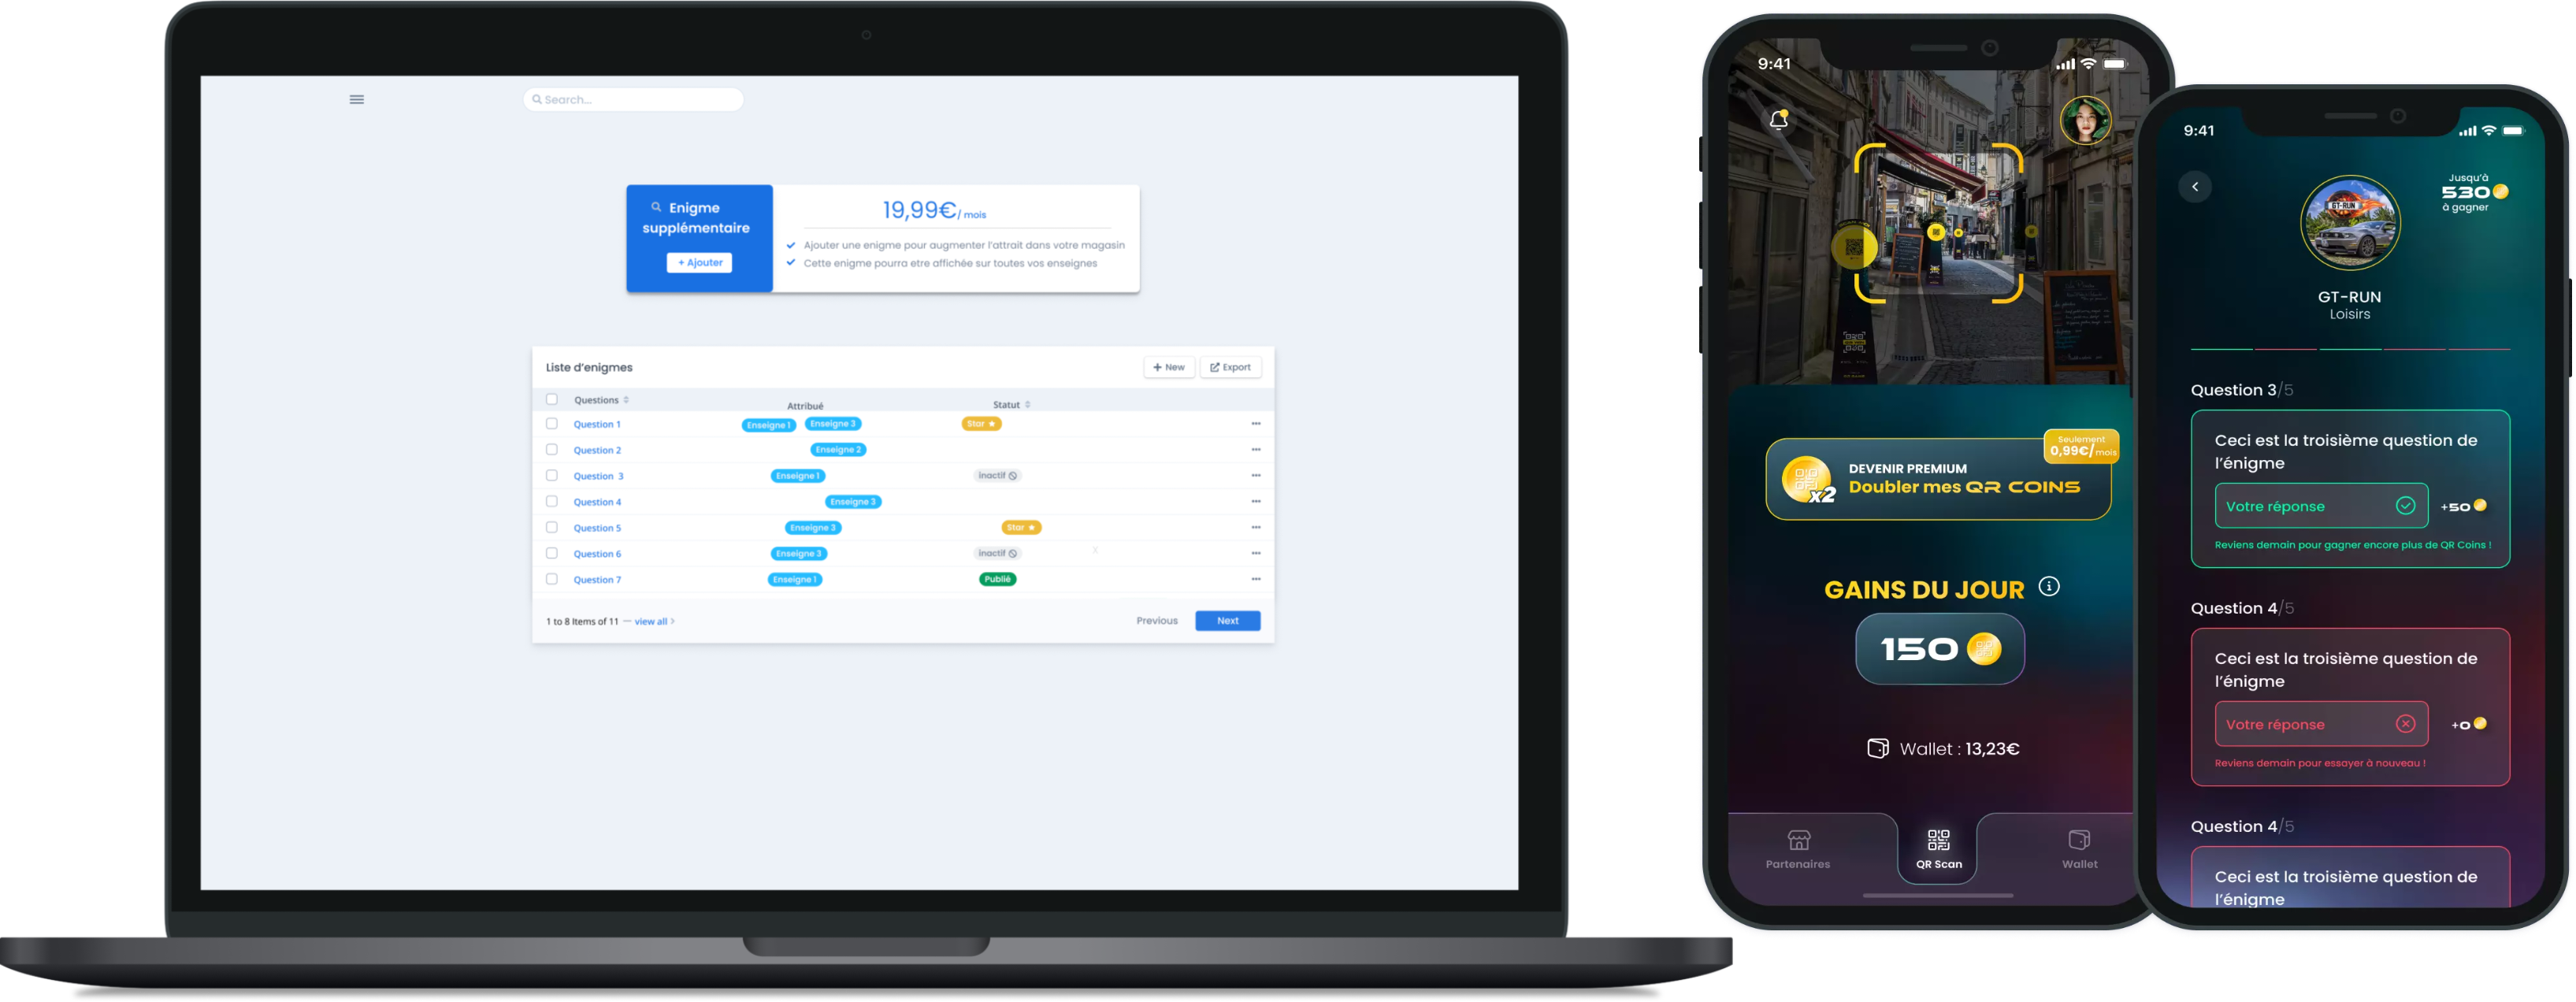 Search...
Enigme
supplémentaire
+ Ajouter
19,99€/ mois
Ajouter une enigme pour augmenter l'attrait dans votre magasin
Cette enigme pourra etre affichée sur toutes vos enseignes
Liste d'enigmes
+ New
Export
Questions
Attribué
Statut
Question 1
Enseigne 1
Enseigne 3
Star
Question 2
Enseigne 2
Question 3
Enseigne 1
Inactif
Question 4
Enseigne 3
Question 5
Enseigne 3
Star
Question 6
Enseigne 3
Inactif
X
Question 7
Enseigne 1
Publié
1 to 8 Items of 11 — view all >
Previous
Next
9:41
Seulement
0,99€/mois
x2
DEVENIR PREMIUM
Doubler mes QR COINS
GAINS DU JOUR
150
Wallet : 13,23€
Partenaires
QR Scan
Wallet
9:41
Jusqu'à
530
à gagner
GT-RUN
GT-RUN
Loisirs
Question 3/5
Ceci est la troisième question de
l'énigme
Votre réponse
+50
Reviens demain pour gagner encore plus de QR Coins !
Question 4/5
Ceci est la troisième question de
l'énigme
Votre réponse
+0
Reviens demain pour essayer à nouveau !
Question 4/5
Ceci est la troisième question de
l'énigme